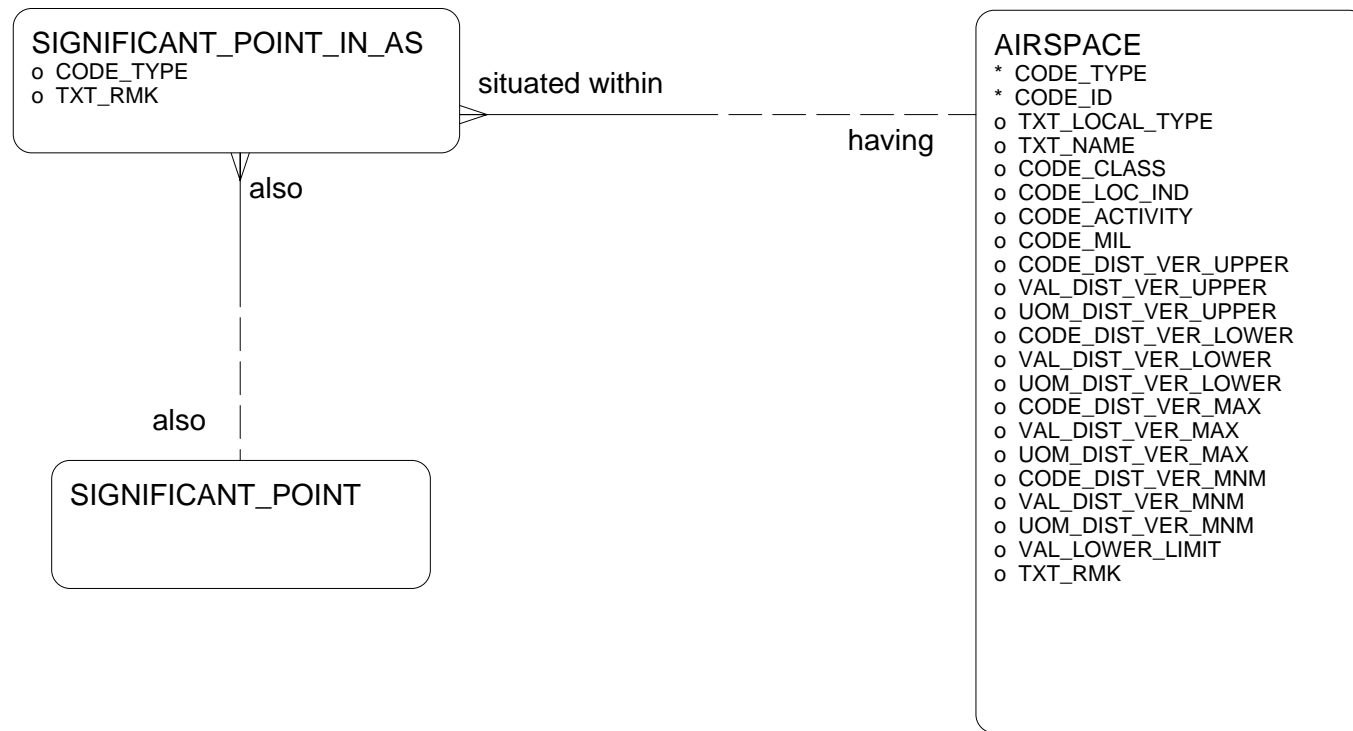 SIGNIFICANT_POINT_IN_AS
o CODE_TYPE
o TXT_RMK
situated within
having
also
also
SIGNIFICANT_POINT
AIRSPACE
* CODE_TYPE
* CODE_ID
o TXT_LOCAL_TYPE
o TXT_NAME
o CODE_CLASS
o CODE_LOC_IND
o CODE_ACTIVITY
o CODE_MIL
o CODE_DIST_VER_UPPER
o VAL_DIST_VER_UPPER
o UOM_DIST_VER_UPPER
o CODE_DIST_VER_LOWER
o VAL_DIST_VER_LOWER
o UOM_DIST_VER_LOWER
o CODE_DIST_VER_MAX
o VAL_DIST_VER_MAX
o UOM_DIST_VER_MAX
o CODE_DIST_VER_MNM
o VAL_DIST_VER_MNM
o UOM_DIST_VER_MNM
o VAL_LOWER_LIMIT
o TXT_RMK